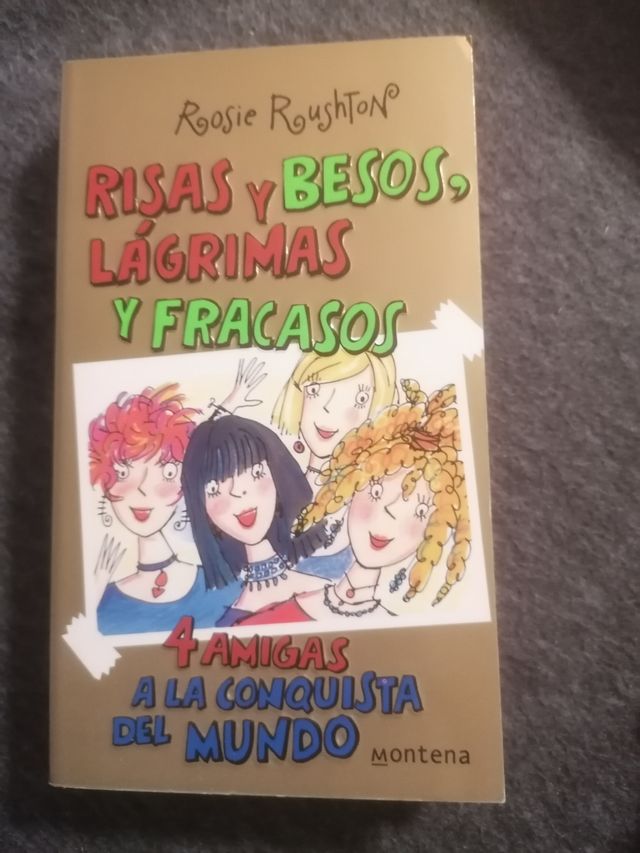 Rosie Rushton
RISAS Y BESOS,
LÁGRIMAS
Y FRACASOS
4 AMIGAS
A LA CONQUISTA
DEL MUNDO
Montena